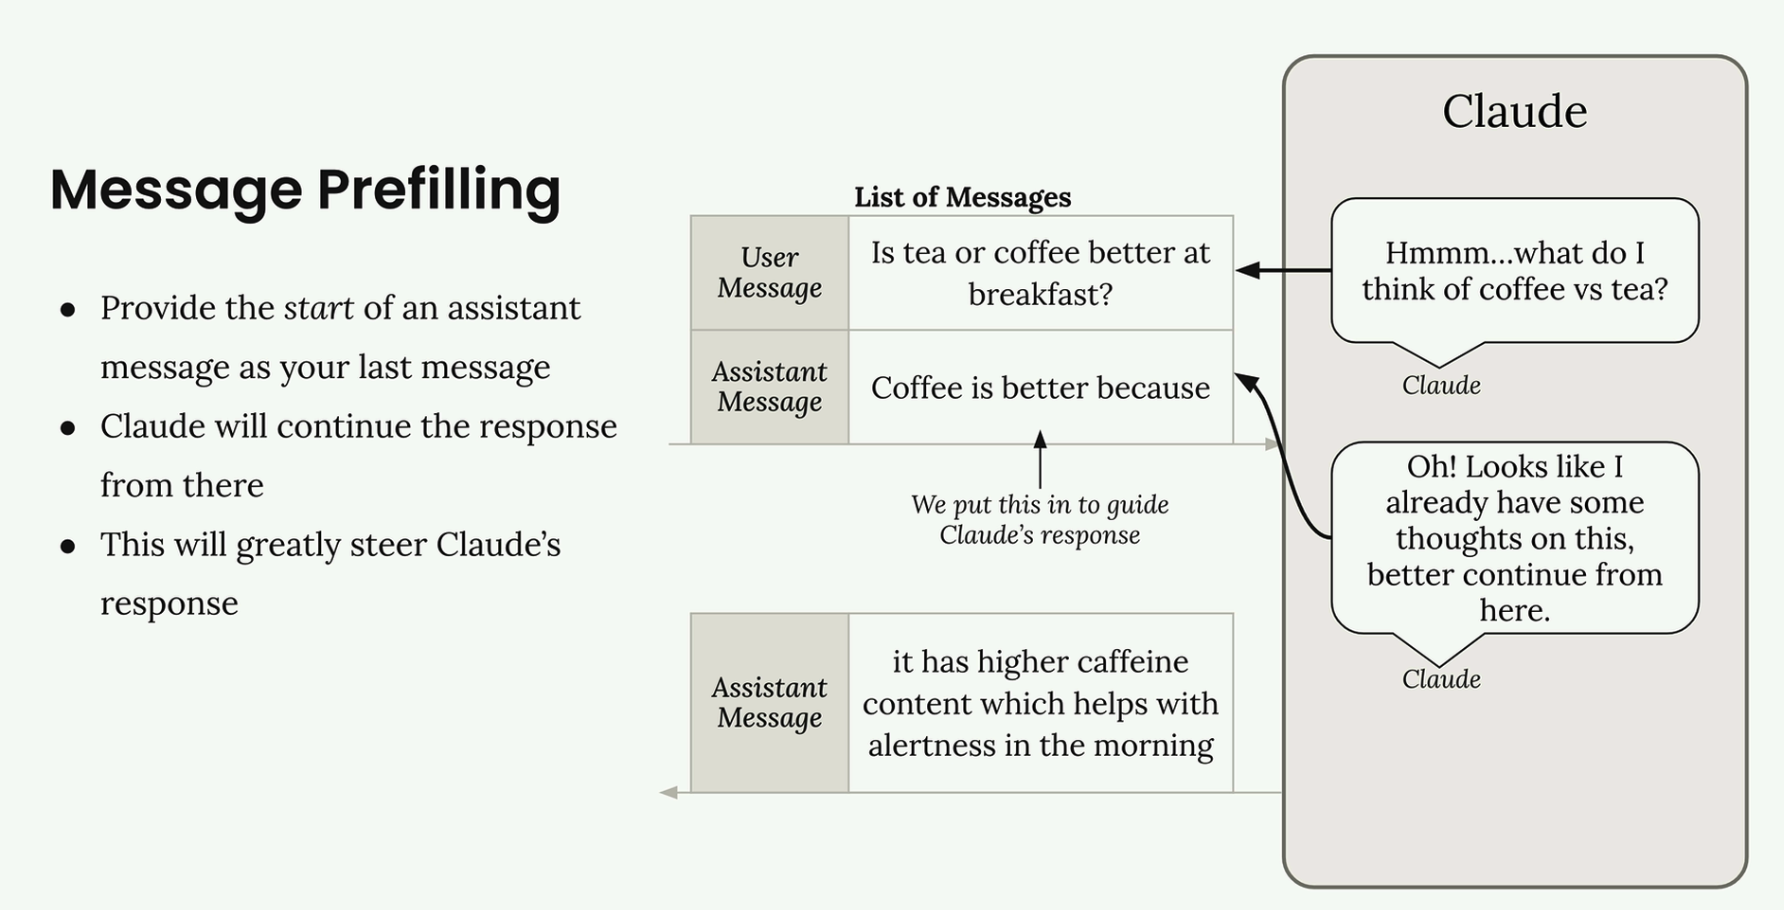 Message Prefilling
● Provide the start of an assistant
message as your last message
● Claude will continue the response
from there
● This will greatly steer Claude’s
response
List of Messages
User
Message
Is tea or coffee better at
breakfast?
Assistant
Message
Coffee is better because
We put this in to guide
Claude’s response
Assistant
Message
it has higher caffeine
content which helps with
alertness in the morning
Claude
Hmmm...what do I
think of coffee vs tea?
Claude
Oh! Looks like I
already have some
thoughts on this,
better continue from
here.
Claude